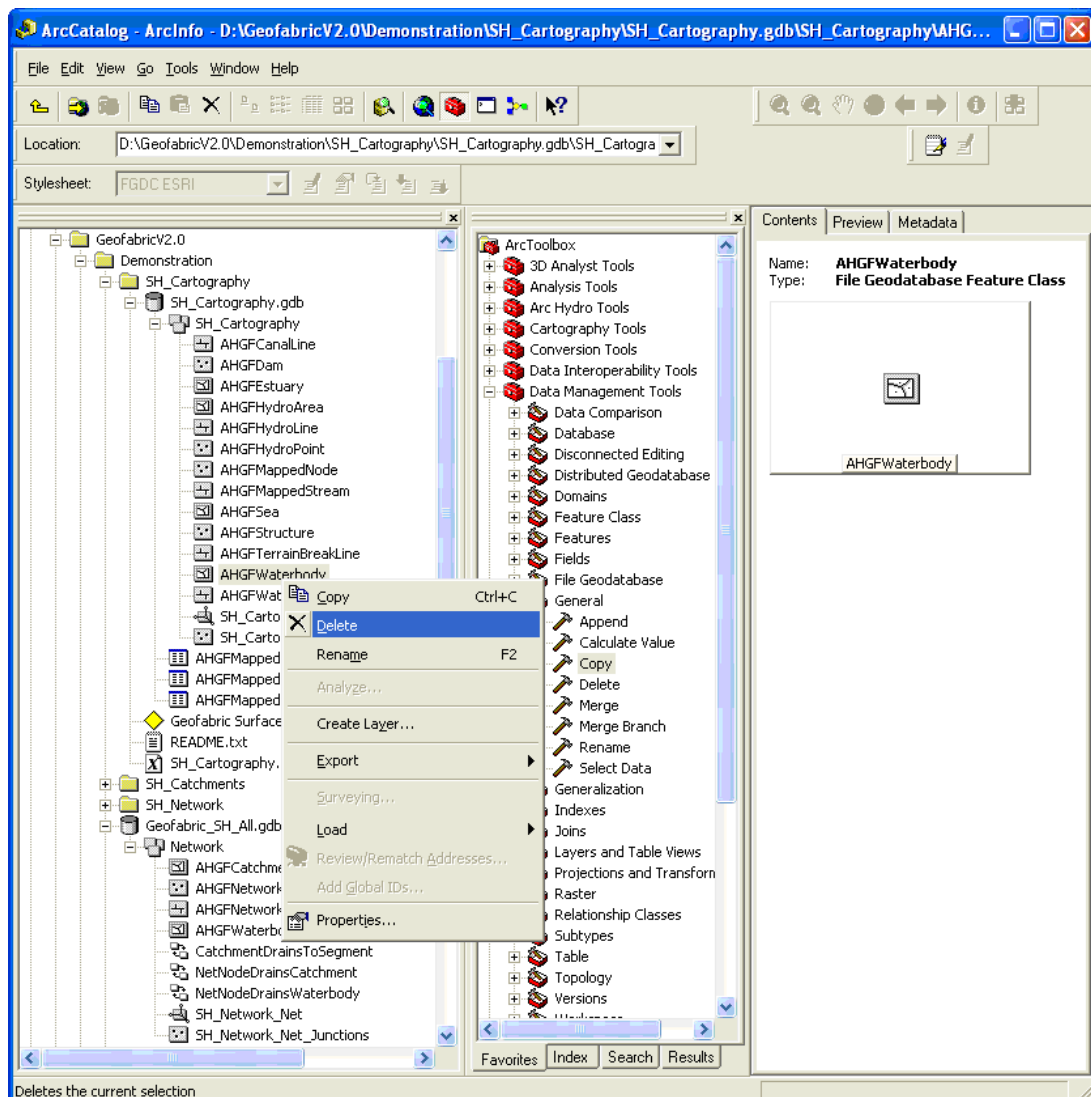 ArcCatalog - ArcInfo - D:\GeofabricV2.0\Demonstration\SH_Cartography\SH_Cartography.gdb\SH_Cartography\AHG...
File Edit View Go Tools Window Help
Location: D:\GeofabricV2.0\Demonstration\SH_Cartography\SH_Cartography.gdb\SH_Cartogra
Stylesheet: FGDC ESRI
GeofabricV2.0
Demonstration
SH_Cartography
SH_Cartography.gdb
SH_Cartography
AHGFCanalLine
AHGFDam
AHGFEstuary
AHGFHydroArea
AHGFHydroLine
AHGFHydroPoint
AHGFMappedNode
AHGFMappedStream
AHGFSea
AHGFStructure
AHGFTerrainBreakLine
AHGFWaterbody
AHGFWat
SH_Carto
SH_Carto
AHGFMapped
AHGFMapped
AHGFMapped
Geofabric Surface
README.txt
SH_Cartography.
SH_Catchments
SH_Network
Geofabric_SH_All.gdb
Network
AHGFCatchme
AHGFNetwork
AHGFNetwork
AHGFWaterbo
CatchmentDrainsToSegment
NetNodeDrainsCatchment
NetNodeDrainsWaterbody
SH_Network_Net
SH_Network_Net_Junctions
Copy Ctrl+C
Delete
Rename F2
Analyze...
Create Layer...
Export
Surveying...
Load
Review/Rematch Addresses...
Add Global IDs...
Properties...
ArcToolbox
3D Analyst Tools
Analysis Tools
Arc Hydro Tools
Cartography Tools
Conversion Tools
Data Interoperability Tools
Data Management Tools
Data Comparison
Database
Disconnected Editing
Distributed Geodatabase
Domains
Feature Class
Features
Fields
File Geodatabase
General
Append
Calculate Value
Copy
Delete
Merge
Merge Branch
Rename
Select Data
Generalization
Indexes
Joins
Layers and Table Views
Projections and Transform
Raster
Relationship Classes
Subtypes
Table
Topology
Versions
Favorites Index Search Results
Contents Preview Metadata
Name: AHGFWaterbody
Type: File Geodatabase Feature Class
AHGFWaterbody
Deletes the current selection